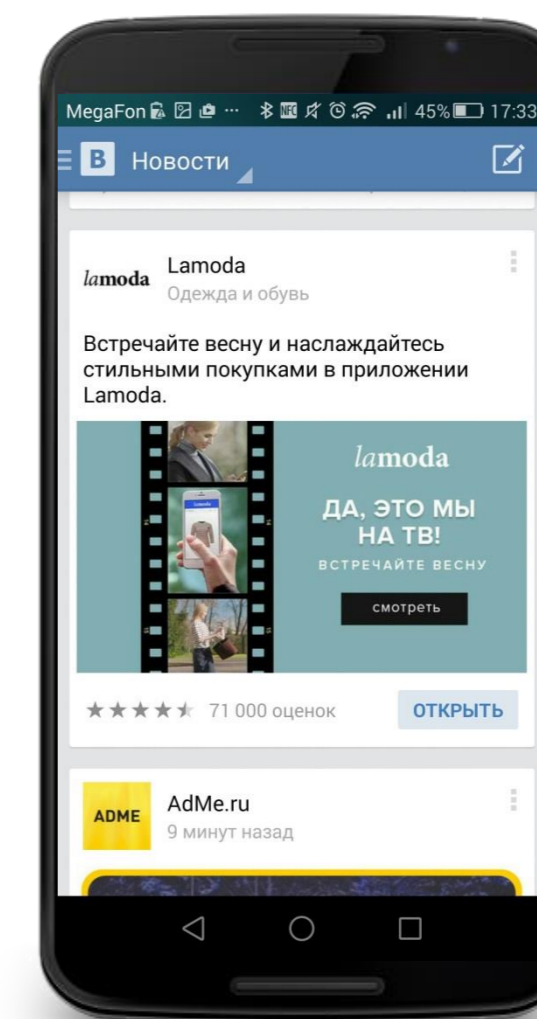 MegaFon ... NFC 45% 17:33
B Новости
lamoda Lamoda
Одежда и обувь
Встречайте весну и наслаждайтесь
стильными покупками в приложении
Lamoda.
lamoda
ДА, ЭТО МЫ
НА ТВ!
ВСТРЕЧАЙТЕ ВЕСНУ
смотреть
71 000 оценок ОТКРЫТЬ
ADME AdMe.ru
9 минут назад